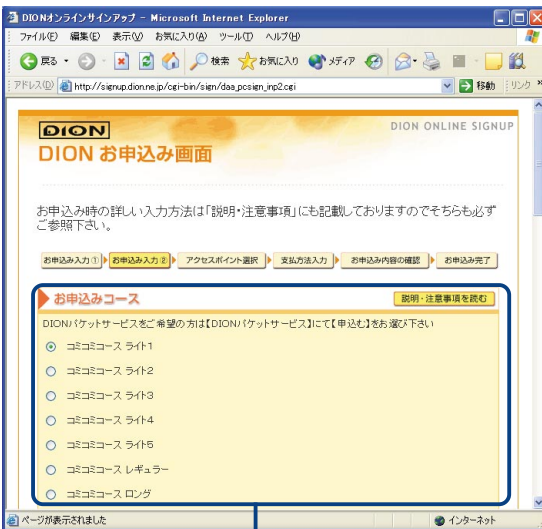 DIONオンラインサインアップ - Microsoft Internet Explorer
ファイル(F) 編集(E) 表示(V) お気に入り(A) ツール(T) ヘルプ(H)
戻る 検索 お気に入り メディア
アドレス(D) http://signup.dion.ne.jp/cgi-bin/sign/daa_pcsign_inp2.cgi 移動 リンク »
DION DION ONLINE SIGNUP
DION お申込み画面
お申込み時の詳しい入力方法は「説明・注意事項」にも記載しておりますのでそちらも必ず
ご参照下さい。
お申込み入力① お申込み入力② アクセスポイント選択 支払方法入力 お申込み内容の確認 お申込み完了
お申込みコース 説明・注意事項を読む
DIONパケットサービスをご希望の方は【DIONパケットサービス】にて【申込む】をお選び下さい
コミコミコース ライト1
コミコミコース ライト2
コミコミコース ライト3
コミコミコース ライト4
コミコミコース ライト5
コミコミコース レギュラー
コミコミコース ロング
ページが表示されました インターネット